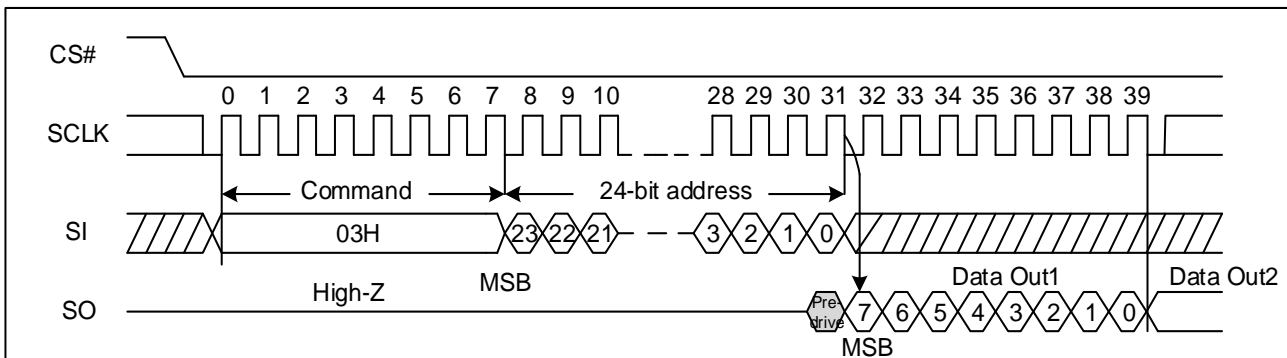 CS#
0 1 2 3 4 5 6 7 8 9 10 28 29 30 31 32 33 34 35 36 37 38 39
SCLK
Command 24-bit address
SI 03H 23 22 21 3 2 1 0
MSB
High-Z
Data Out1 Data Out2
SO Pre-drive 7 6 5 4 3 2 1 0
MSB